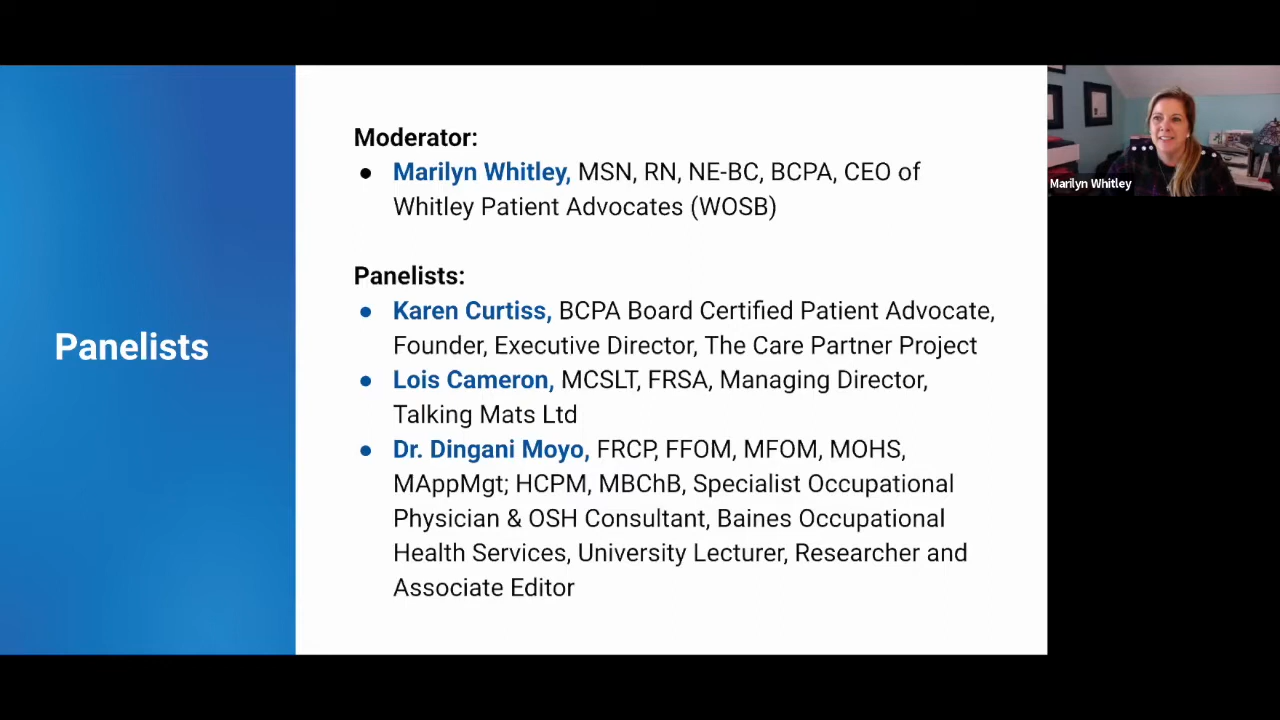 Panelists
Moderator:
● Marilyn Whitley, MSN, RN, NE-BC, BCPA, CEO of
Whitley Patient Advocates (WOSB)
Panelists:
● Karen Curtiss, BCPA Board Certified Patient Advocate,
Founder, Executive Director, The Care Partner Project
● Lois Cameron, MCSLT, FRSA, Managing Director,
Talking Mats Ltd
● Dr. Dingani Moyo, FRCP, FFOM, MFOM, MOHS,
MAppMgt; HCPM, MBChB, Specialist Occupational
Physician & OSH Consultant, Baines Occupational
Health Services, University Lecturer, Researcher and
Associate Editor
Marilyn Whitley